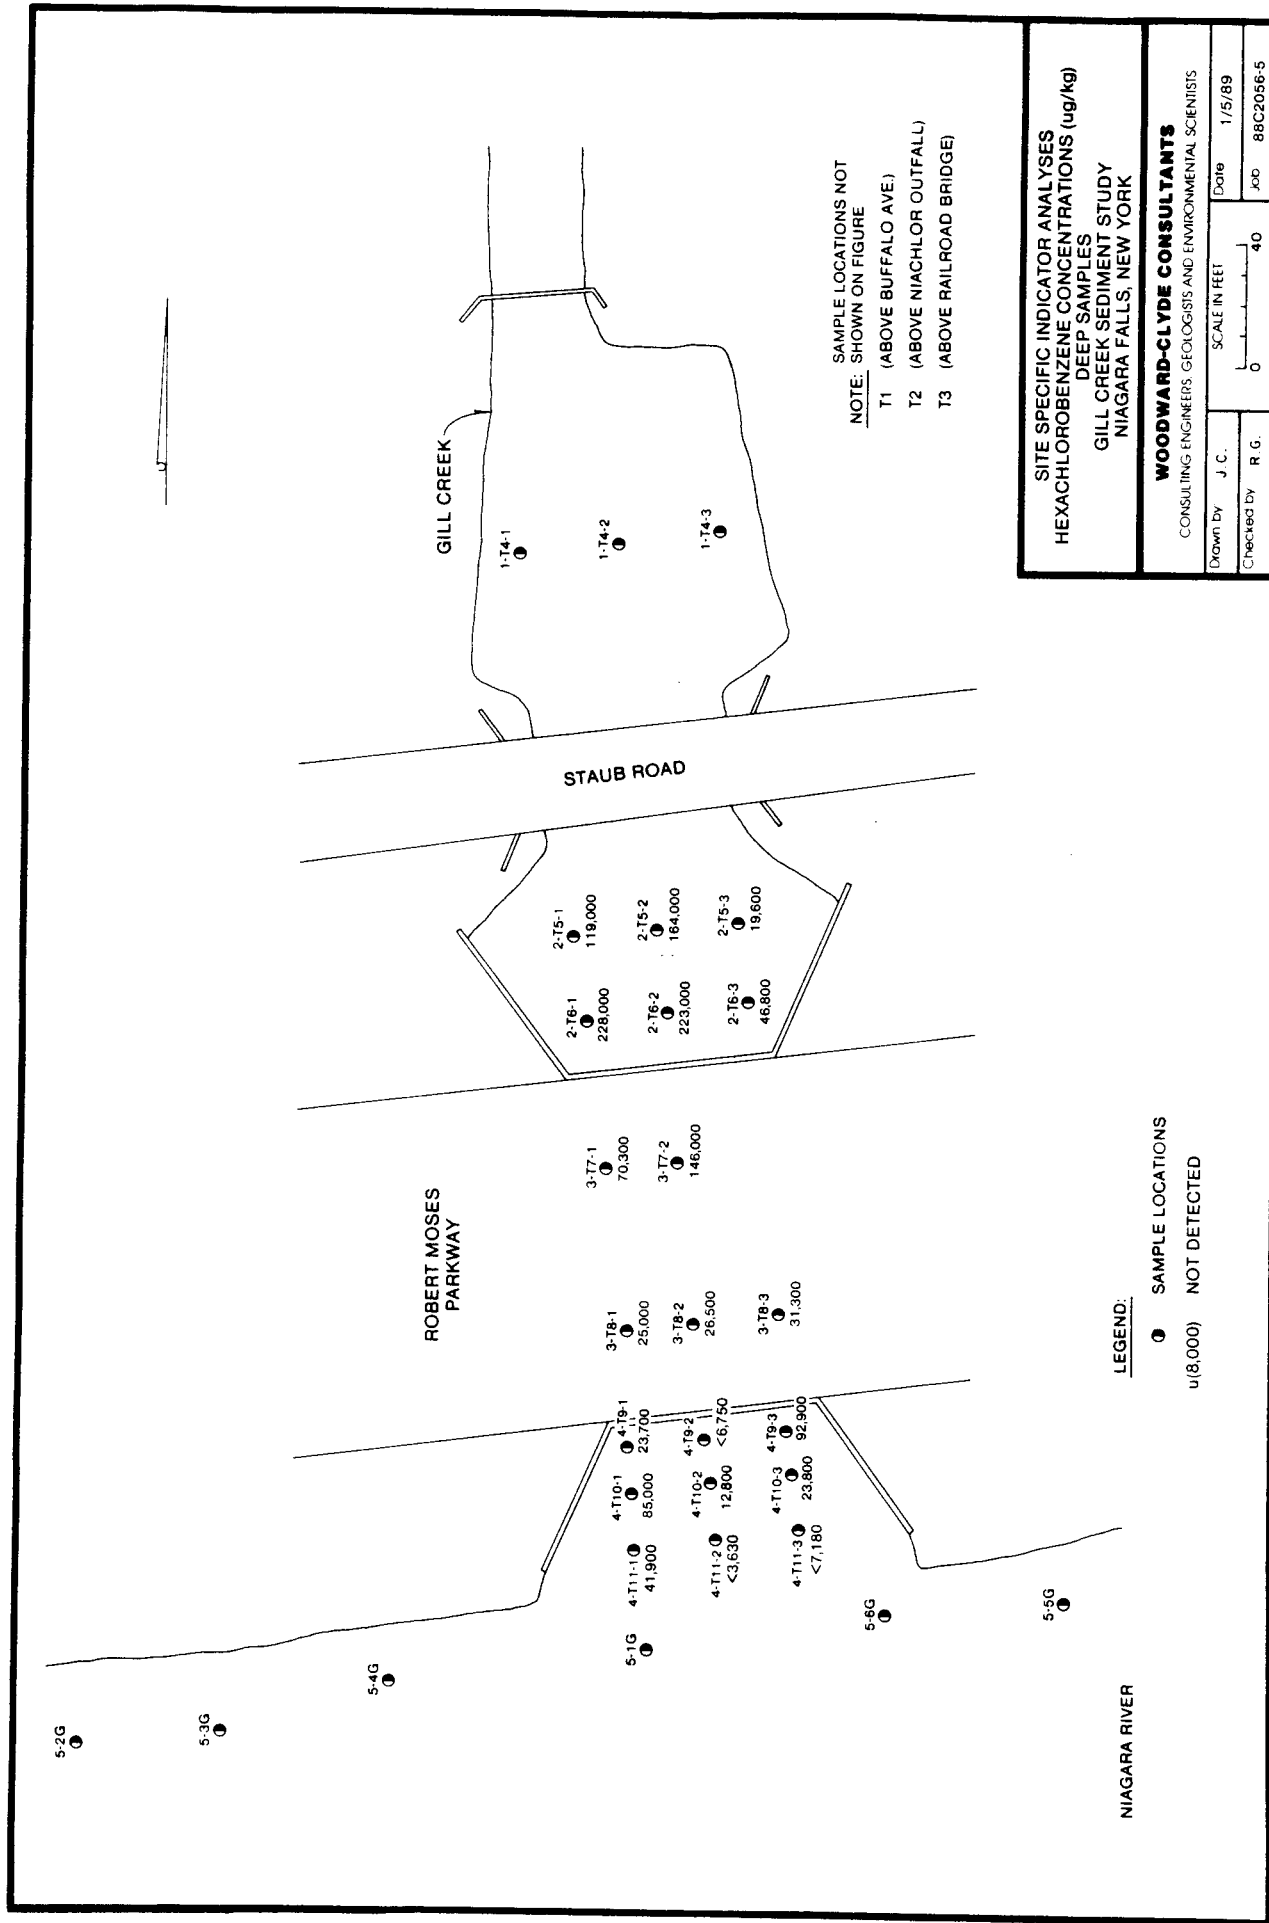 GILL CREEK
1-T4-1
1-T4-2
1-T4-3
STAUB ROAD
2-T5-1
119,000
2-T5-2
164,000
2-T5-3
19,600
2-T6-1
228,000
2-T6-2
223,000
2-T6-3
46,800
ROBERT MOSES
PARKWAY
3-T7-1
70,300
3-T7-2
146,000
3-T8-1
25,000
3-T8-2
26,500
3-T8-3
31,300
4-T9-1
23,700
4-T9-2
<6,750
4-T9-3
92,900
4-T10-1
85,000
4-T10-2
12,800
4-T10-3
23,800
4-T11-1
41,900
4-T11-2
<3,630
4-T11-3
<7,180
5-1G
5-2G
5-3G
5-4G
5-6G
5-5G
NIAGARA RIVER
LEGEND:
SAMPLE LOCATIONS
u(8,000) NOT DETECTED
SAMPLE LOCATIONS NOT
NOTE: SHOWN ON FIGURE
T1 (ABOVE BUFFALO AVE.)
T2 (ABOVE NIACHLOR OUTFALL)
T3 (ABOVE RAILROAD BRIDGE)
SITE SPECIFIC INDICATOR ANALYSES
HEXACHLOROBENZENE CONCENTRATIONS (ug/kg)
DEEP SAMPLES
GILL CREEK SEDIMENT STUDY
NIAGARA FALLS, NEW YORK
WOODWARD-CLYDE CONSULTANTS
CONSULTING ENGINEERS, GEOLOGISTS AND ENVIRONMENTAL SCIENTISTS
Drawn by J.C.
SCALE IN FEET
Date 1/5/89
Checked by R.G.
0 40
Job 88C2056-5